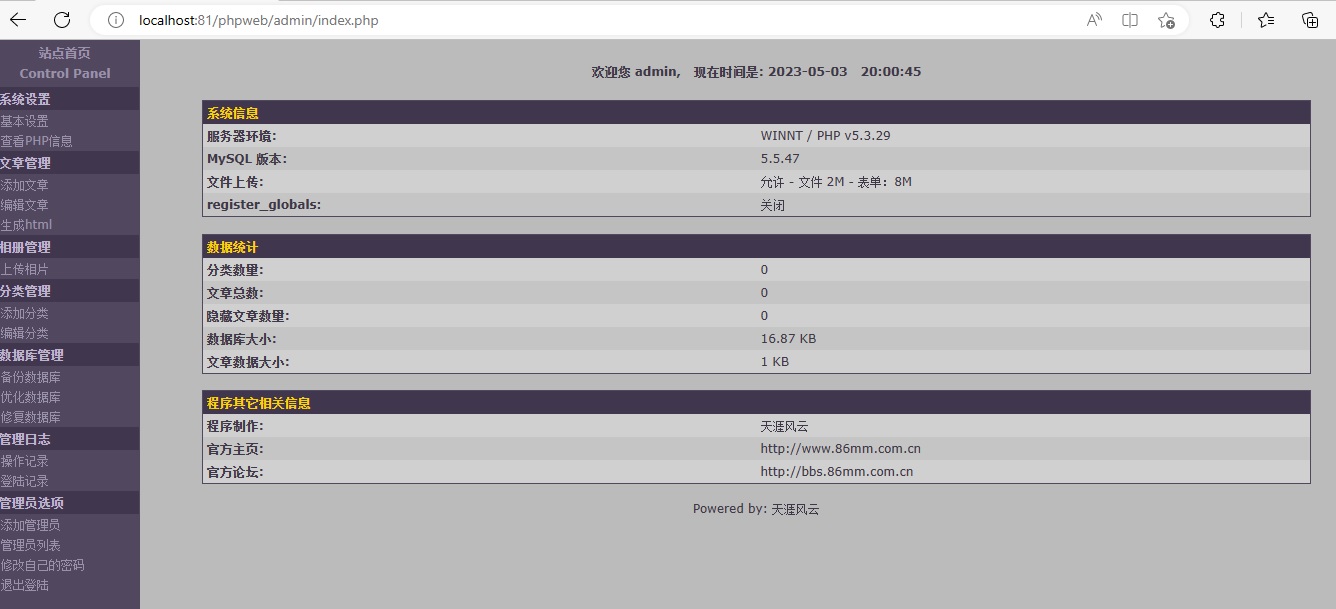 localhost:81/phpweb/admin/index.php
站点首页
Control Panel
系统设置
基本设置
查看PHP信息
文章管理
添加文章
编辑文章
生成html
相册管理
上传相片
分类管理
添加分类
编辑分类
数据库管理
备份数据库
优化数据库
修复数据库
管理日志
操作记录
登陆记录
管理员选项
添加管理员
管理员列表
修改自己的密码
退出登陆
欢迎您 admin, 现在时间是: 2023-05-03 20:00:45
系统信息
服务器环境: WINNT / PHP v5.3.29
MySQL 版本: 5.5.47
文件上传: 允许 - 文件 2M - 表单：8M
register_globals: 关闭
数据统计
分类数量: 0
文章总数: 0
隐藏文章数量: 0
数据库大小: 16.87 KB
文章数据大小: 1 KB
程序其它相关信息
程序制作: 天涯风云
官方主页: http://www.86mm.com.cn
官方论坛: http://bbs.86mm.com.cn
Powered by: 天涯风云